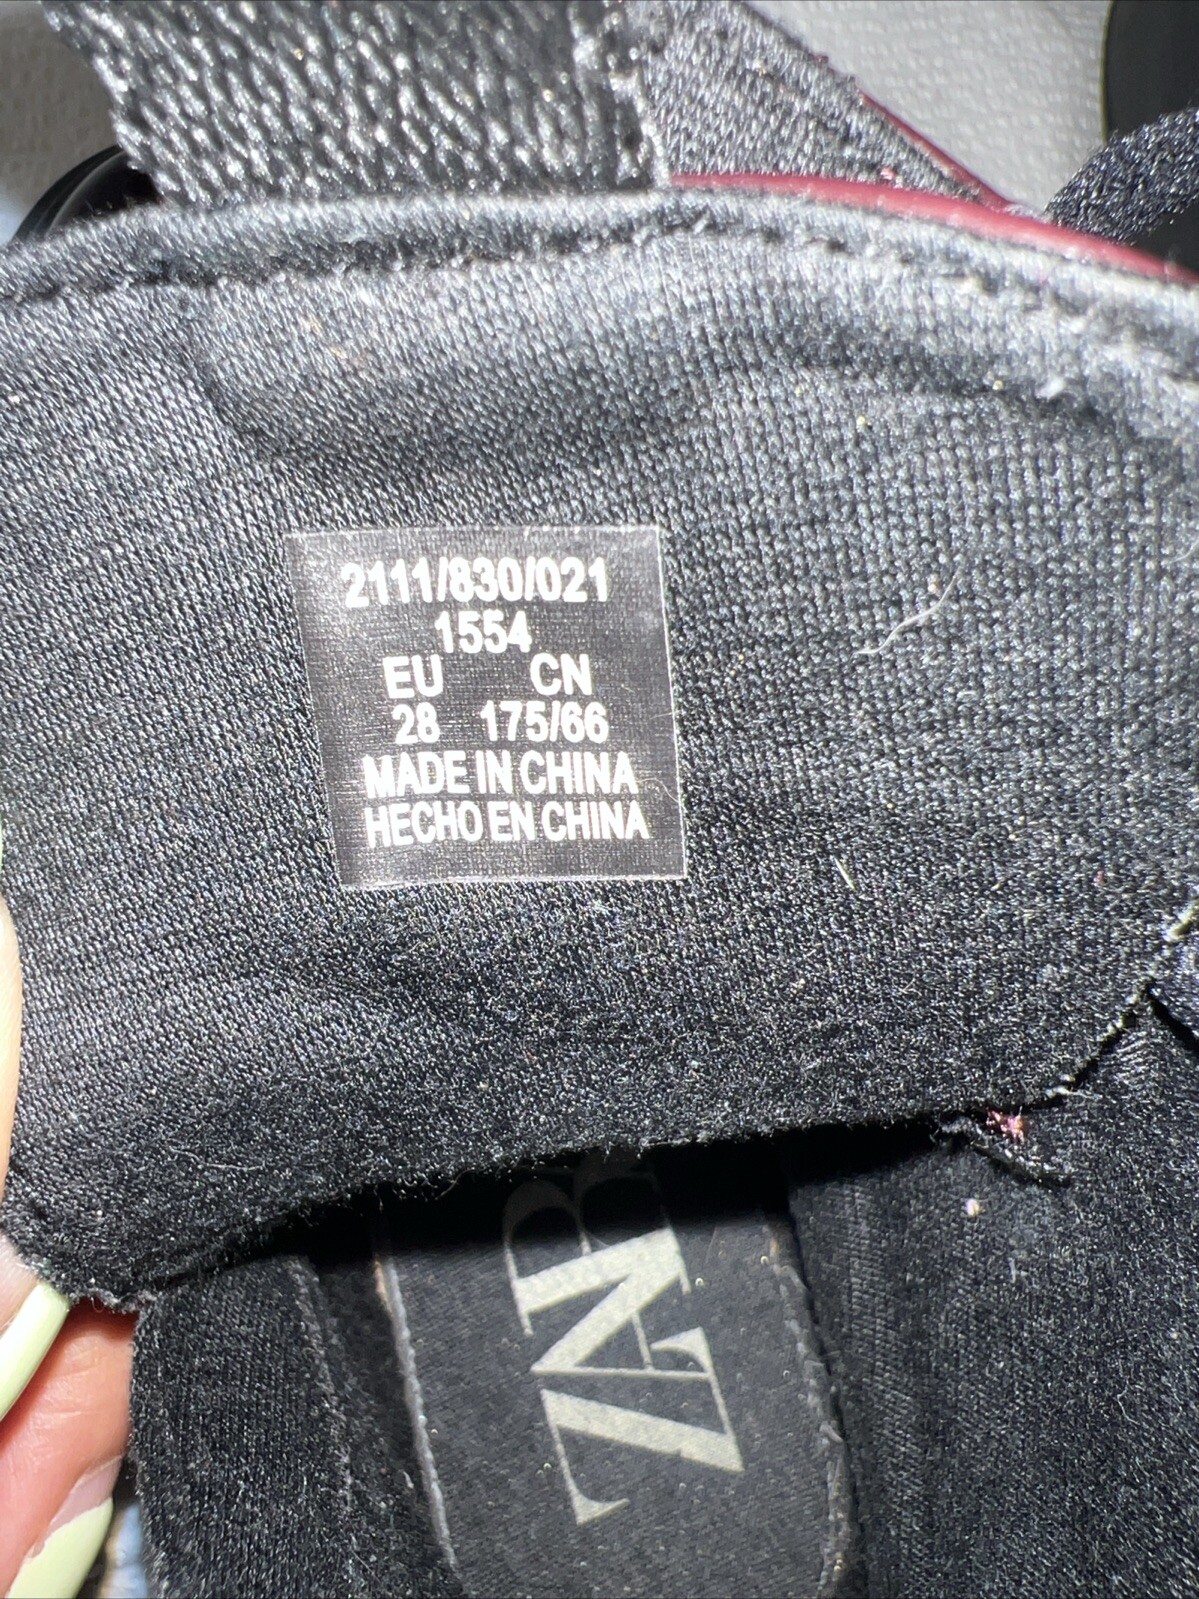 2111/830/021
1554
EU CN
28 175/66
MADE IN CHINA
HECHO EN CHINA